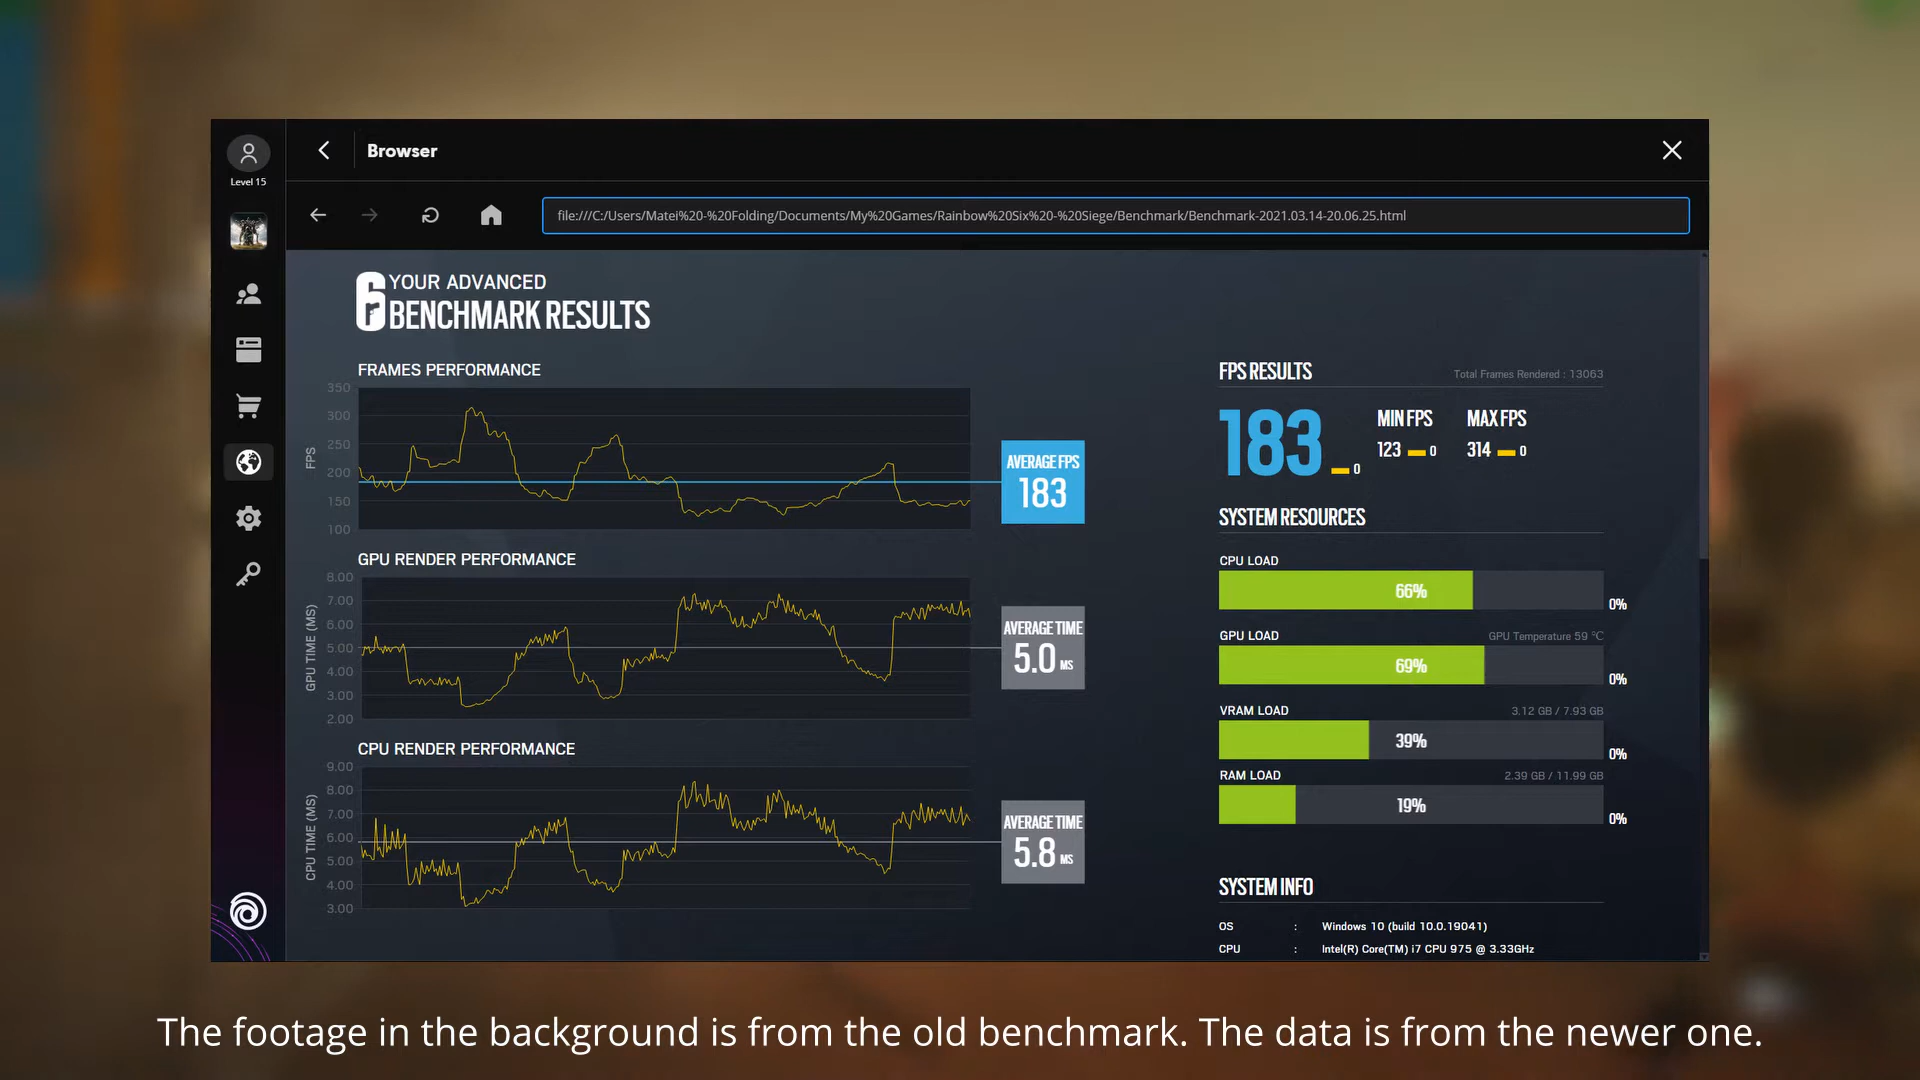 Level 15
Browser
file:///C:/Users/Matei%20-%20Folding/Documents/My%20Games/Rainbow%20Six%20-%20Siege/Benchmark/Benchmark-2021.03.14-20.06.25.html
6
YOUR ADVANCED
BENCHMARK RESULTS
FRAMES PERFORMANCE
FPS
350
300
250
200
150
100
AVERAGE FPS
183
GPU RENDER PERFORMANCE
GPU TIME (MS)
8.00
7.00
6.00
5.00
4.00
3.00
2.00
AVERAGE TIME
5.0 MS
CPU RENDER PERFORMANCE
CPU TIME (MS)
9.00
8.00
7.00
6.00
5.00
4.00
3.00
AVERAGE TIME
5.8 MS
FPS RESULTS
Total Frames Rendered : 13063
183 0
MIN FPS
123 0
MAX FPS
314 0
SYSTEM RESOURCES
CPU LOAD
66%
0%
GPU LOAD
GPU Temperature 59 °C
69%
0%
VRAM LOAD
3.12 GB / 7.93 GB
39%
0%
RAM LOAD
2.39 GB / 11.99 GB
19%
0%
SYSTEM INFO
OS : Windows 10 (build 10.0.19041)
CPU : Intel(R) Core(TM) i7 CPU 975 @ 3.33GHz
The footage in the background is from the old benchmark. The data is from the newer one.